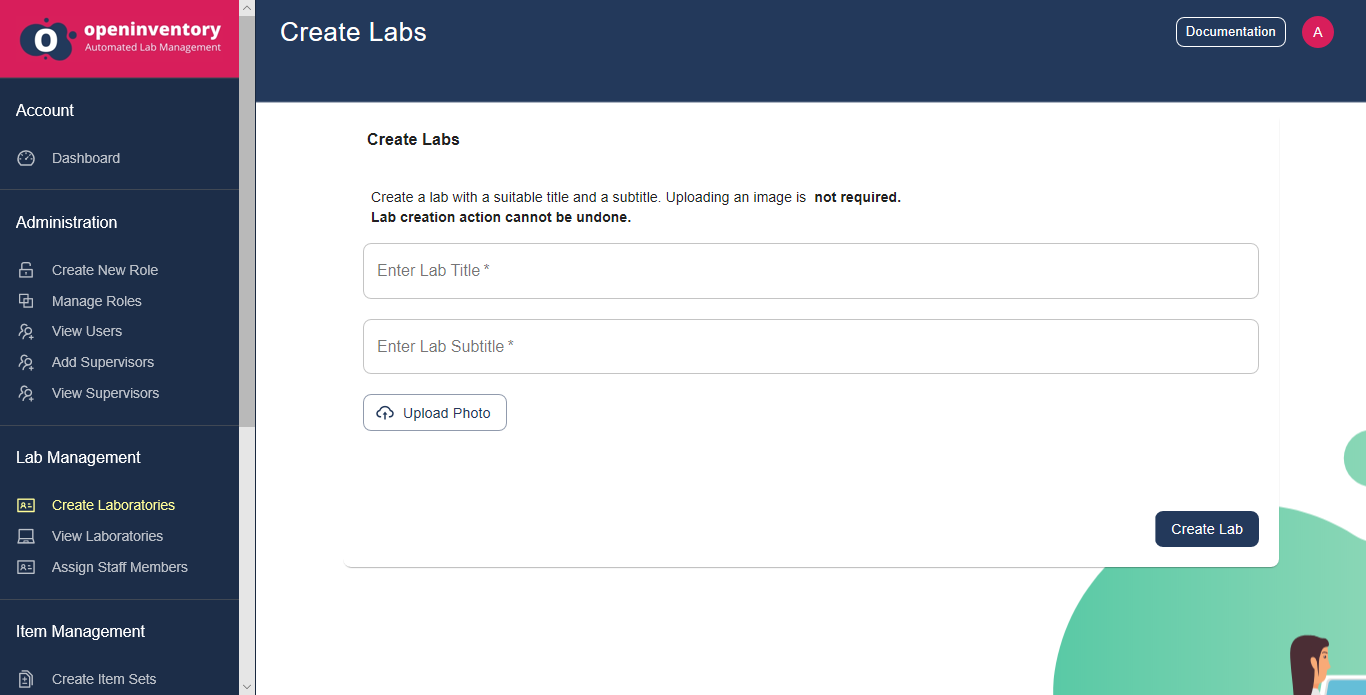 openinventory
Automated Lab Management
Account
Dashboard
Administration
Create New Role
Manage Roles
View Users
Add Supervisors
View Supervisors
Lab Management
Create Laboratories
View Laboratories
Assign Staff Members
Item Management
Create Item Sets
Create Labs
Documentation
A
Create Labs
Create a lab with a suitable title and a subtitle. Uploading an image is not required.
Lab creation action cannot be undone.
Enter Lab Title *
Enter Lab Subtitle *
Upload Photo
Create Lab